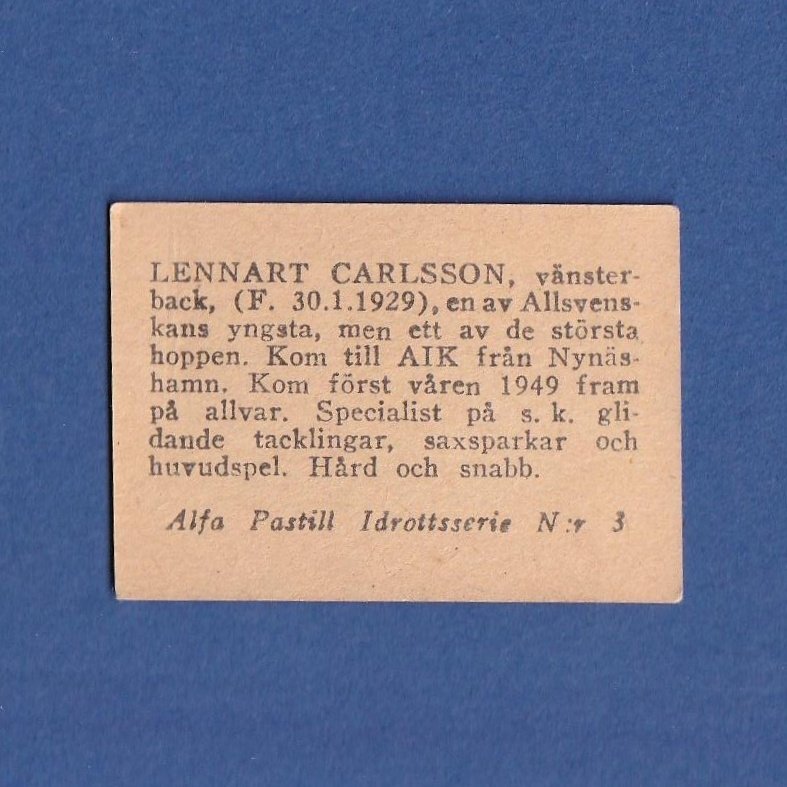 LENNART CARLSSON, vänster-
back, (F. 30.1.1929), en av Allsvens-
kans yngsta, men ett av de största
hoppen. Kom till AIK från Nynäs-
hamn. Kom först våren 1949 fram
på allvar. Specialist på s. k. gli-
dande tacklingar, saxsparkar och
huvudspel. Hård och snabb.
Alfa Pastill Idrottsserie N:r 3